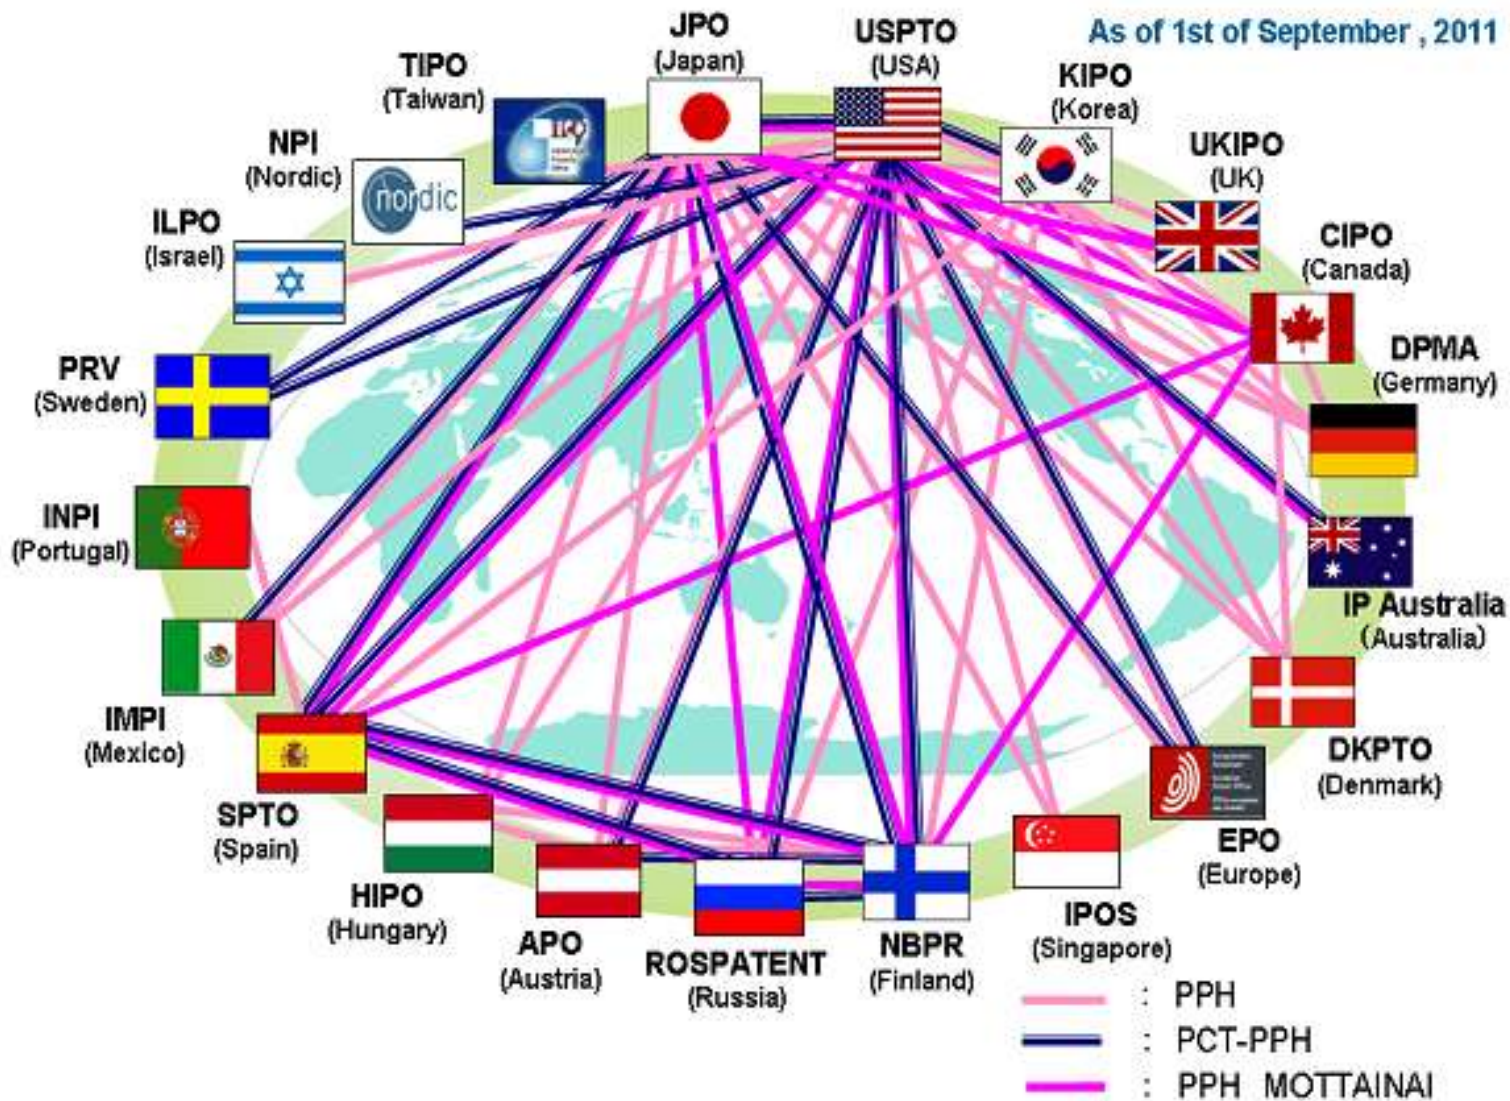 As of 1st of September , 2011
JPO
(Japan)
USPTO
(USA)
KIPO
(Korea)
TIPO
(Taiwan)
UKIPO
(UK)
NPI
(Nordic)
nordic
ILPO
(Israel)
CIPO
(Canada)
PRV
(Sweden)
DPMA
(Germany)
INPI
(Portugal)
IP Australia
(Australia)
IMPI
(Mexico)
DKPTO
(Denmark)
SPTO
(Spain)
EPO
(Europe)
HIPO
(Hungary)
APO
(Austria)
ROSPATENT
(Russia)
NBPR
(Finland)
IPOS
(Singapore)
: PPH
: PCT-PPH
: PPH MOTTAINAI